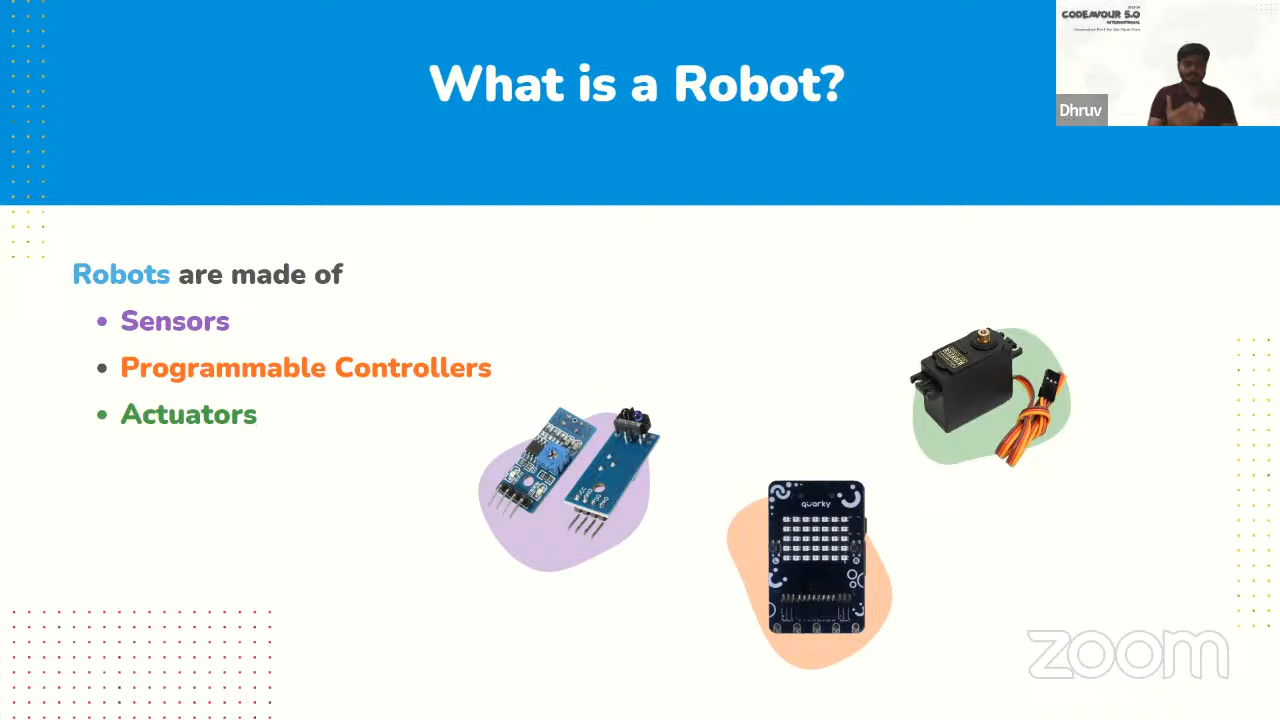 What is a Robot?
CODEAVOUR 5.0
INTERNATIONAL
Dhruv
Robots are made of
• Sensors
• Programmable Controllers
• Actuators
quarky
zoom